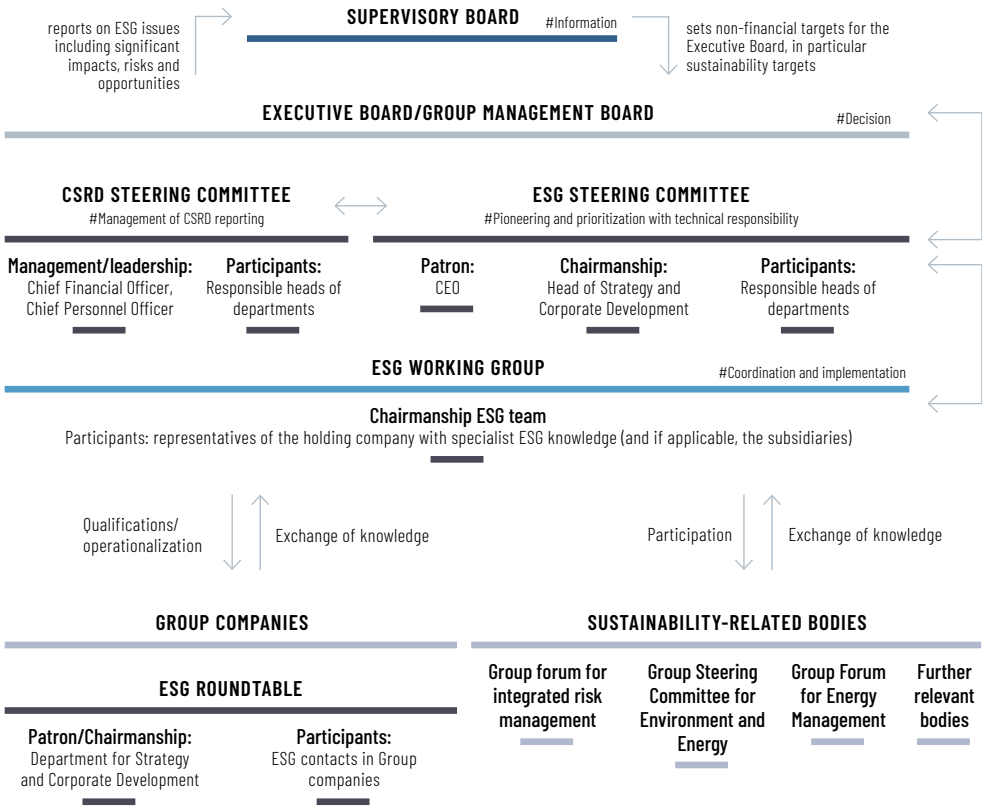 SUPERVISORY BOARD
#Information
reports on ESG issues
including significant
impacts, risks and
opportunities
sets non-financial targets for the
Executive Board, in particular
sustainability targets
EXECUTIVE BOARD/GROUP MANAGEMENT BOARD
#Decision
CSRD STEERING COMMITTEE
#Management of CSRD reporting
ESG STEERING COMMITTEE
#Pioneering and prioritization with technical responsibility
Management/leadership:
Chief Financial Officer,
Chief Personnel Officer
Participants:
Responsible heads of
departments
Patron:
CEO
Chairmanship:
Head of Strategy and
Corporate Development
Participants:
Responsible heads of
departments
ESG WORKING GROUP
#Coordination and implementation
Chairmanship ESG team
Participants: representatives of the holding company with specialist ESG knowledge (and if applicable, the subsidiaries)
Qualifications/
operationalization
Exchange of knowledge
Participation
Exchange of knowledge
GROUP COMPANIES
ESG ROUNDTABLE
Patron/Chairmanship:
Department for Strategy
and Corporate Development
Participants:
ESG contacts in Group
companies
SUSTAINABILITY-RELATED BODIES
Group forum for
integrated risk
management
Group Steering
Committee for
Environment and
Energy
Group Forum
for Energy
Management
Further
relevant
bodies